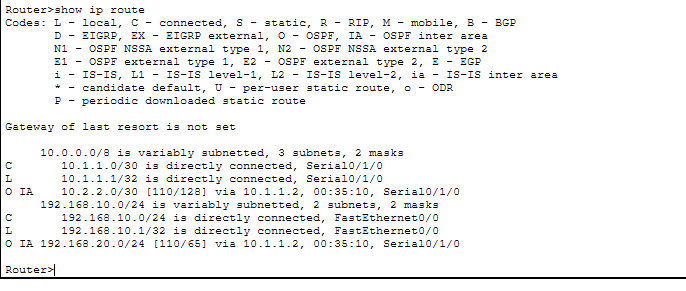 Router>show ip route
Codes: L - local, C - connected, S - static, R - RIP, M - mobile, B - BGP
       D - EIGRP, EX - EIGRP external, O - OSPF, IA - OSPF inter area
       N1 - OSPF NSSA external type 1, N2 - OSPF NSSA external type 2
       E1 - OSPF external type 1, E2 - OSPF external type 2, E - EGP
       i - IS-IS, L1 - IS-IS level-1, L2 - IS-IS level-2, ia - IS-IS inter area
       * - candidate default, U - per-user static route, o - ODR
       P - periodic downloaded static route

Gateway of last resort is not set

     10.0.0.0/8 is variably subnetted, 3 subnets, 2 masks
C       10.1.1.0/30 is directly connected, Serial0/1/0
L       10.1.1.1/32 is directly connected, Serial0/1/0
O IA    10.2.2.0/30 [110/128] via 10.1.1.2, 00:35:10, Serial0/1/0
     192.168.10.0/24 is variably subnetted, 2 subnets, 2 masks
C       192.168.10.0/24 is directly connected, FastEthernet0/0
L       192.168.10.1/32 is directly connected, FastEthernet0/0
O IA 192.168.20.0/24 [110/65] via 10.1.1.2, 00:35:10, Serial0/1/0

Router>